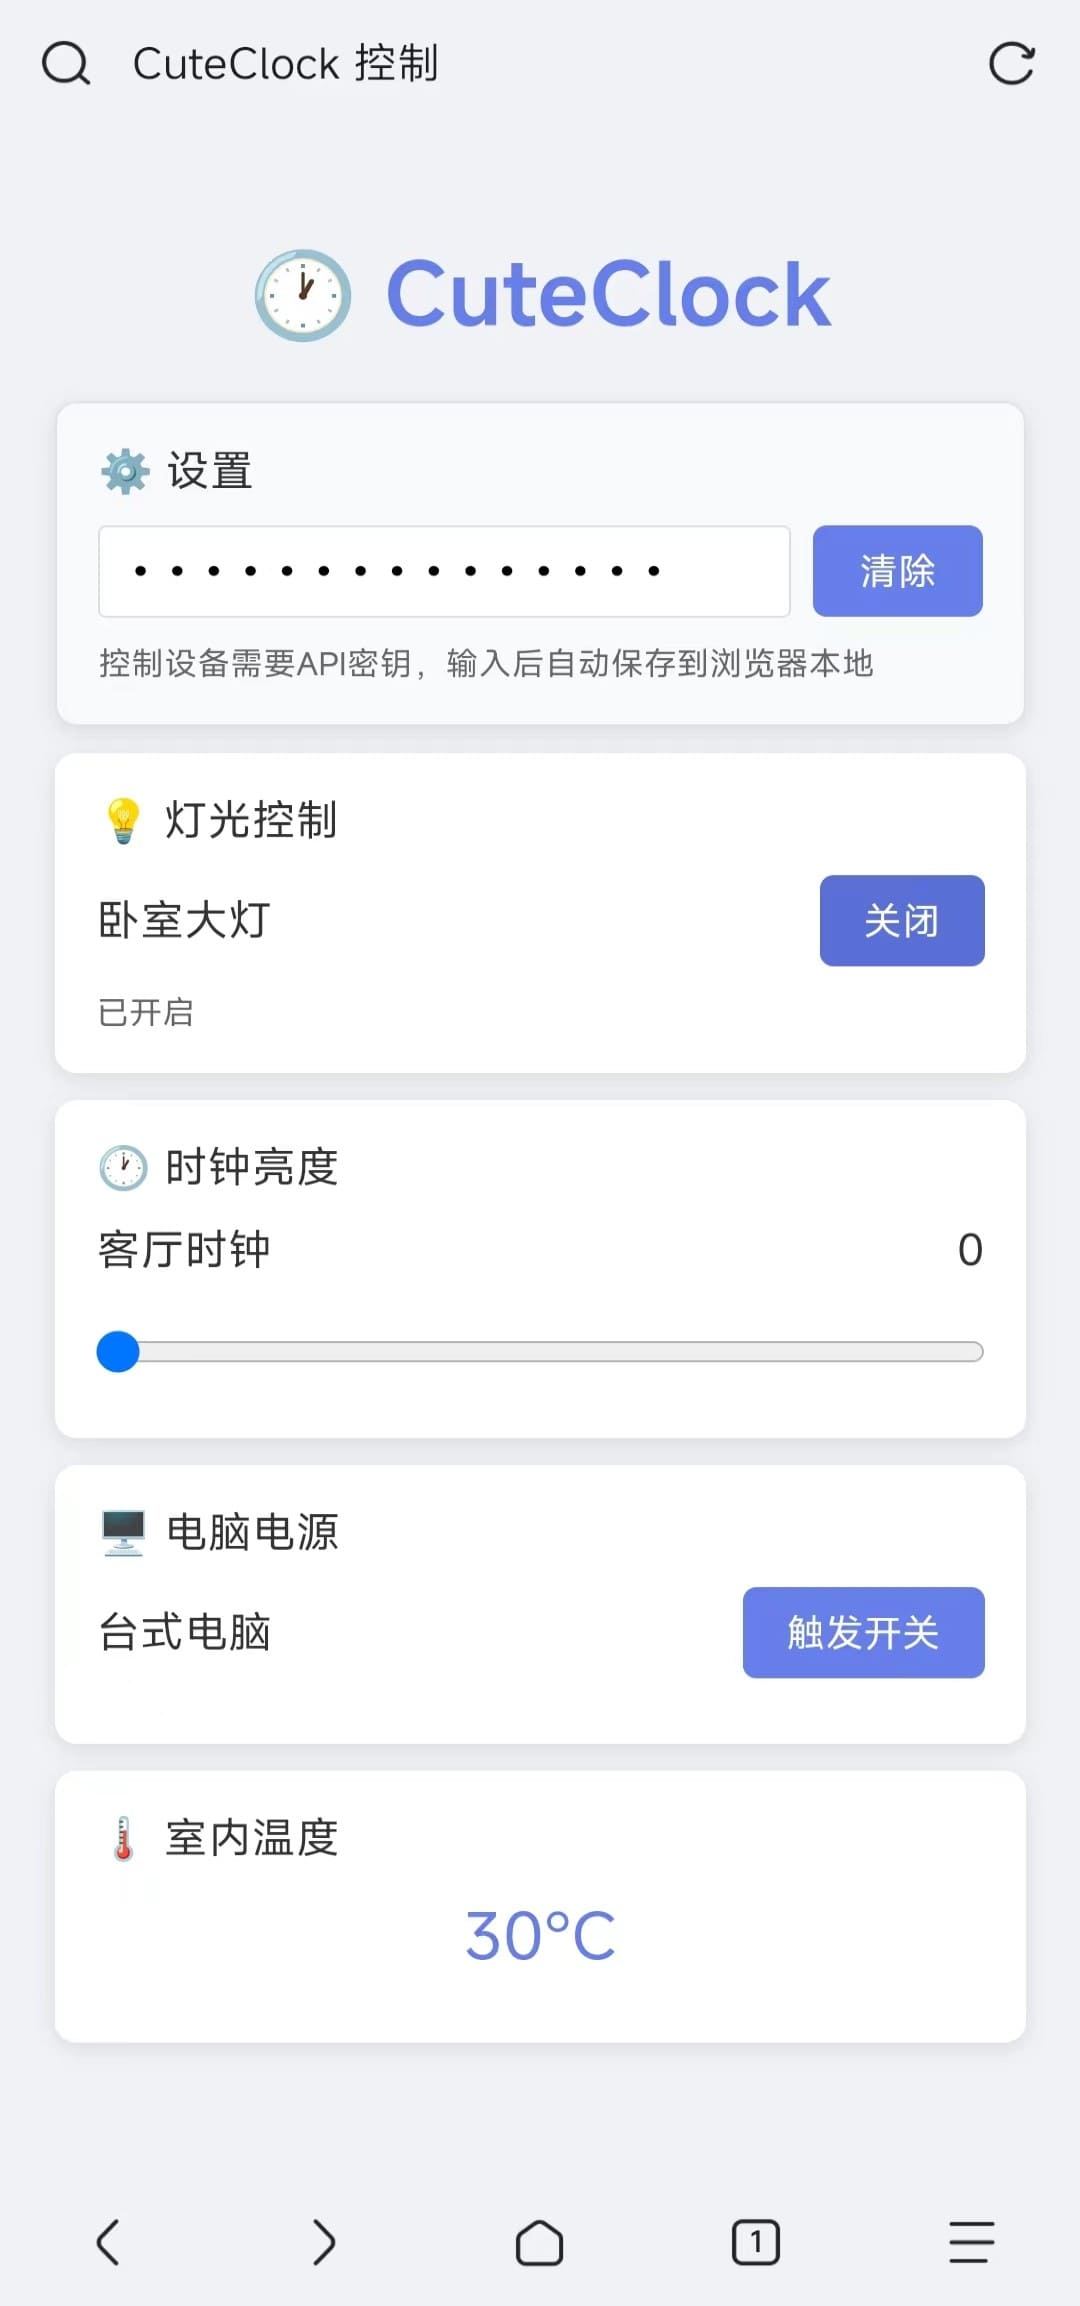 CuteClock 控制
CuteClock
设置
•••••••••••••••
清除
控制设备需要API密钥，输入后自动保存到浏览器本地
灯光控制
卧室大灯
关闭
已开启
时钟亮度
客厅时钟
0
电脑电源
台式电脑
触发开关
室内温度
30°C
1